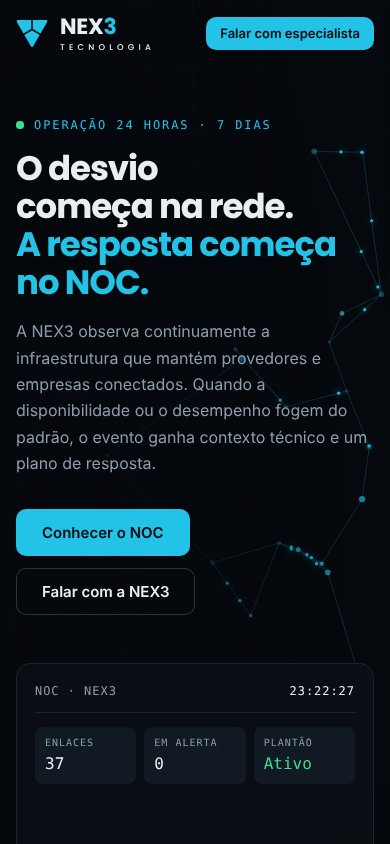 NEX3
TECNOLOGIA
Falar com especialista
OPERAÇÃO 24 HORAS · 7 DIAS
O desvio
começa na rede.
A resposta começa
no NOC.
A NEX3 observa continuamente a
infraestrutura que mantém provedores e
empresas conectados. Quando a
disponibilidade ou o desempenho fogem do
padrão, o evento ganha contexto técnico e um
plano de resposta.
Conhecer o NOC
Falar com a NEX3
NOC · NEX3
23:22:27
ENLACES
37
EM ALERTA
0
PLANTÃO
Ativo